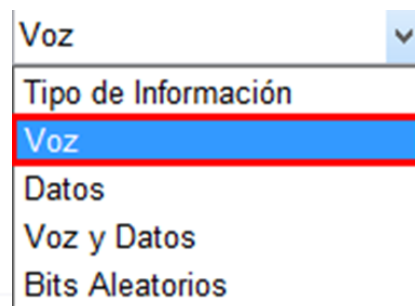 Voz
Tipo de Información
Voz
Datos
Voz y Datos
Bits Aleatorios